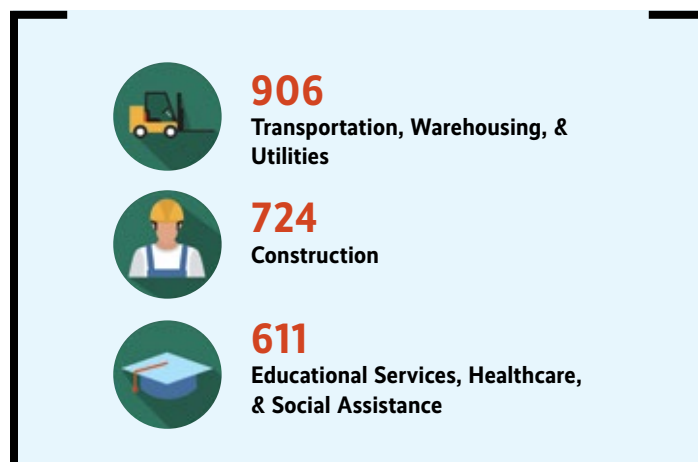 906
Transportation, Warehousing, &
Utilities
724
Construction
611
Educational Services, Healthcare,
& Social Assistance